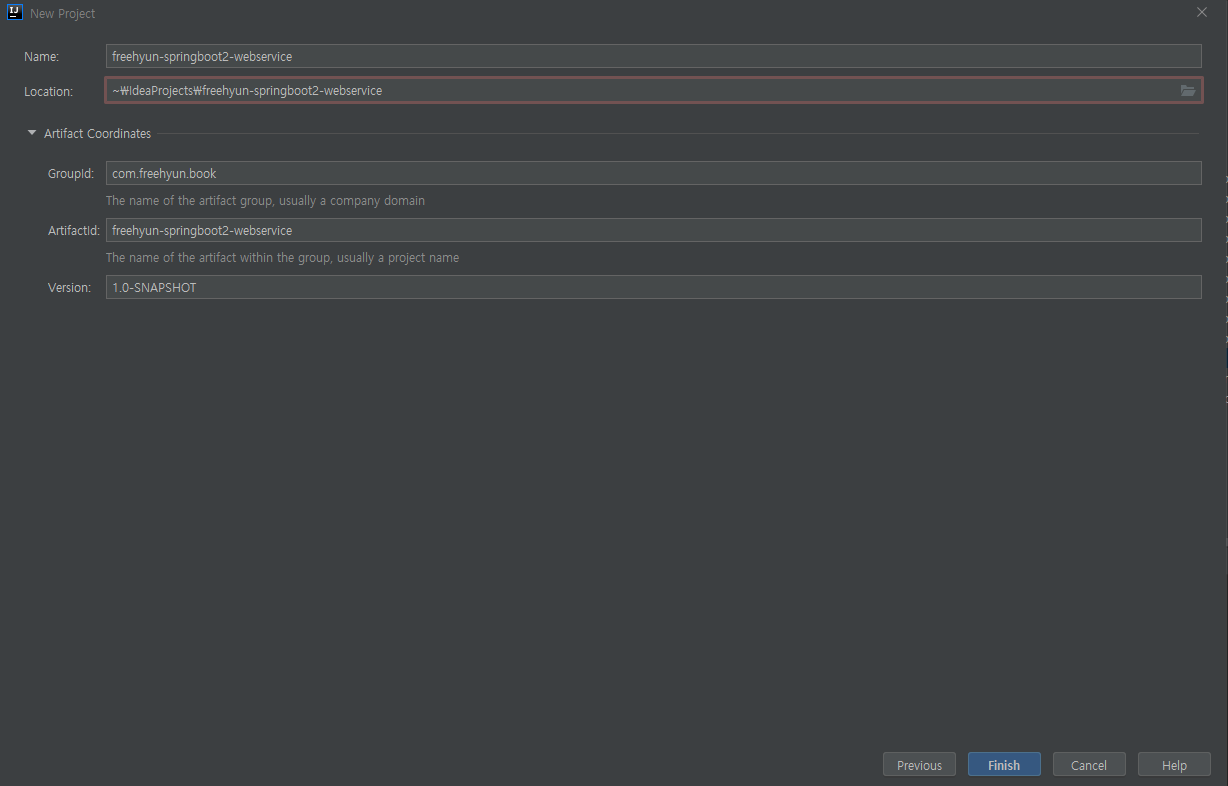 IJ New Project
Name: freehyun-springboot2-webservice
Location: ~₩IdeaProjects₩freehyun-springboot2-webservice
Artifact Coordinates
GroupId: com.freehyun.book
The name of the artifact group, usually a company domain
ArtifactId: freehyun-springboot2-webservice
The name of the artifact within the group, usually a project name
Version: 1.0-SNAPSHOT
Previous Finish Cancel Help